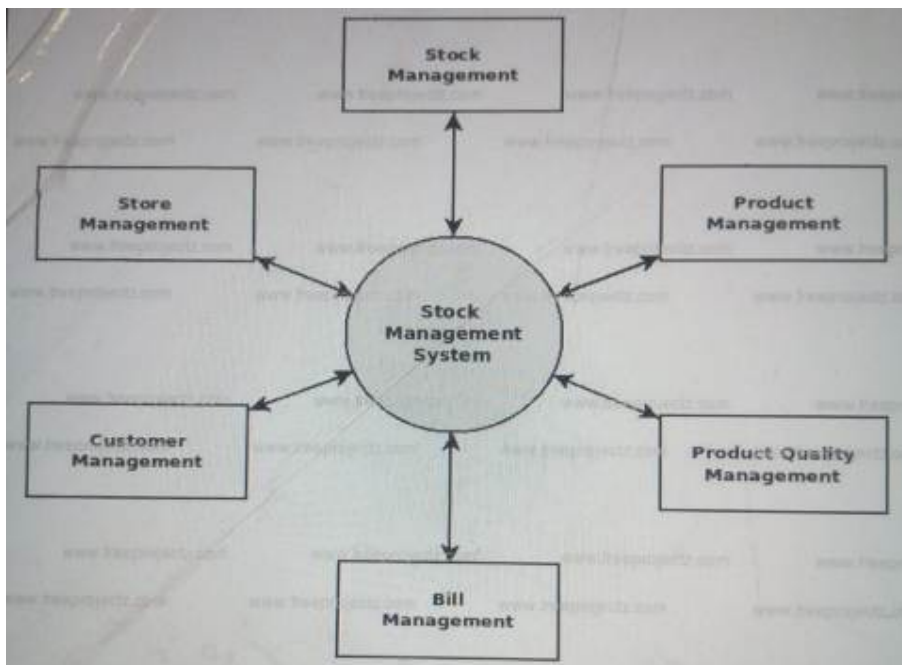 Stock
Management
Store
Management
Product
Management
Stock
Management
System
Customer
Management
Product Quality
Management
Bill
Management